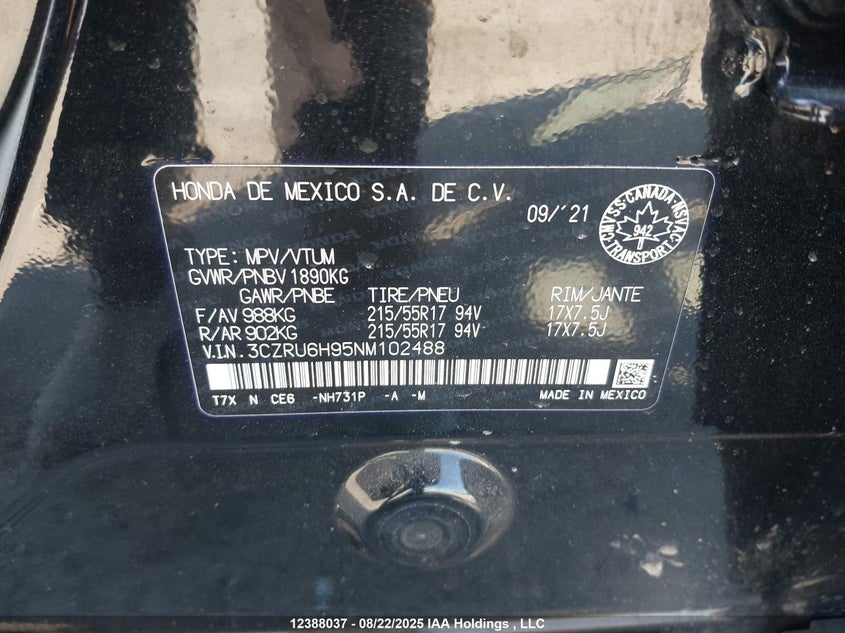 HONDA DE MEXICO S.A. DE C.V.
09/'21
CMVSS·CANADA·NSVAC
942
TRANSPORT
TYPE: MPV/VTUM
GVWR/PNBV 1890KG
GAWR/PNBE TIRE/PNEU RIM/JANTE
F/AV 988KG 215/55R17 94V 17X7.5J
R/AR 902KG 215/55R17 94V 17X7.5J
V.I.N. 3CZRU6H95NM102488
T7X N CE6 -NH731P -A -M MADE IN MEXICO
12388037 - 08/22/2025 IAA Holdings , LLC